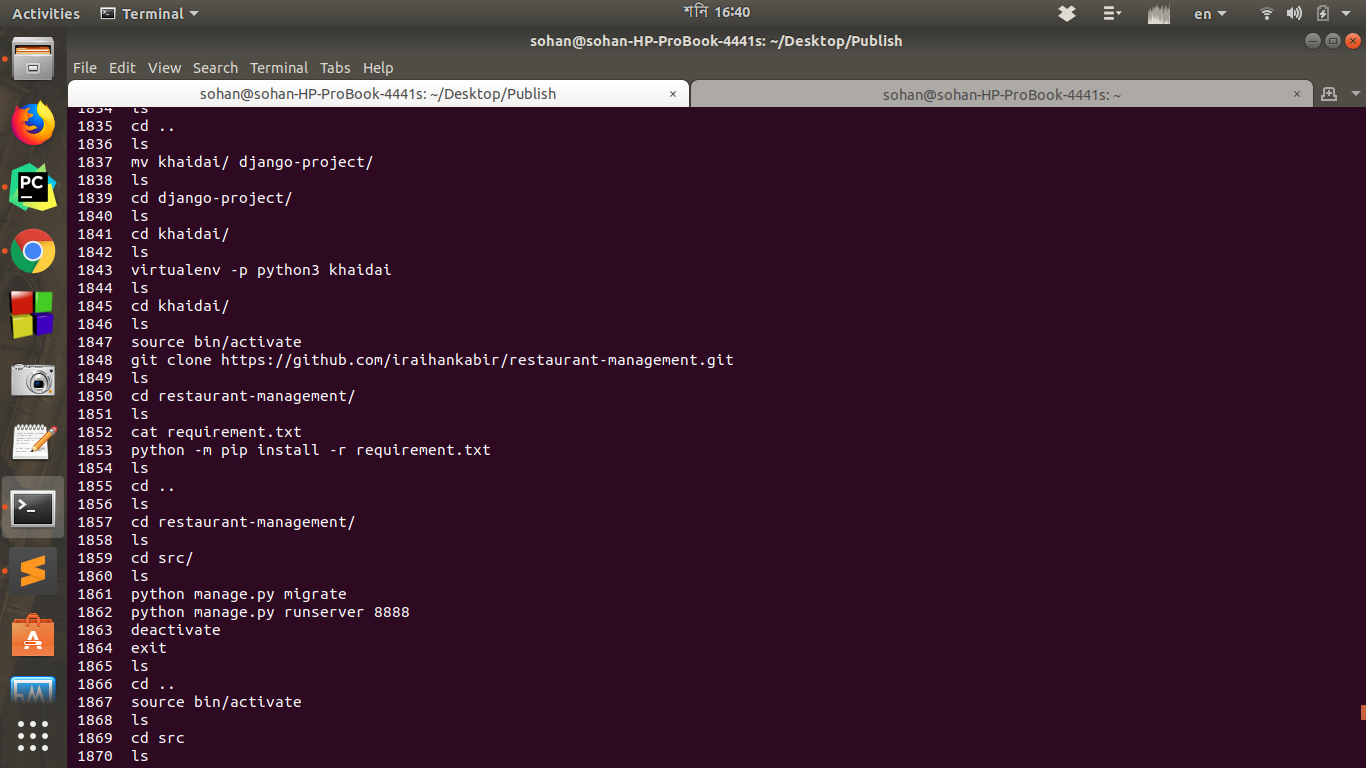 Activities Terminal শনি 16:40 en
sohan@sohan-HP-ProBook-4441s: ~/Desktop/Publish
File Edit View Search Terminal Tabs Help
sohan@sohan-HP-ProBook-4441s: ~/Desktop/Publish × sohan@sohan-HP-ProBook-4441s: ~ ×
1834 ls
1835 cd ..
1836 ls
1837 mv khaidai/ django-project/
1838 ls
1839 cd django-project/
1840 ls
1841 cd khaidai/
1842 ls
1843 virtualenv -p python3 khaidai
1844 ls
1845 cd khaidai/
1846 ls
1847 source bin/activate
1848 git clone https://github.com/iraihankabir/restaurant-management.git
1849 ls
1850 cd restaurant-management/
1851 ls
1852 cat requirement.txt
1853 python -m pip install -r requirement.txt
1854 ls
1855 cd ..
1856 ls
1857 cd restaurant-management/
1858 ls
1859 cd src/
1860 ls
1861 python manage.py migrate
1862 python manage.py runserver 8888
1863 deactivate
1864 exit
1865 ls
1866 cd ..
1867 source bin/activate
1868 ls
1869 cd src
1870 ls
PC